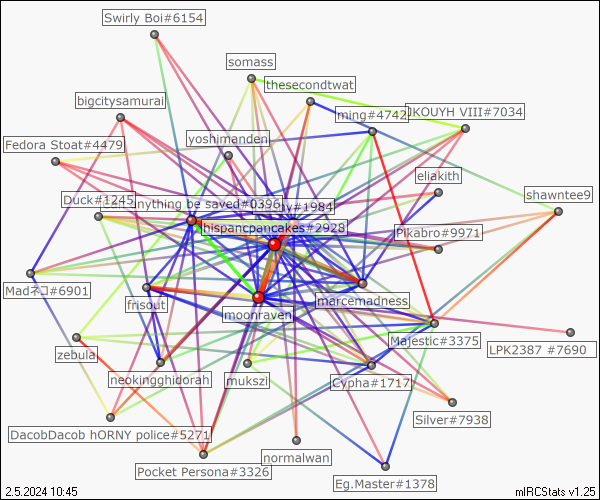 Swirly Boi#6154
somass
thesecondtwat
bigcitysamurai
ming#4742
JKOUYH VIII#7034
Fedora Stoat#4479
yoshimanden
eliakith
shawntee9
Duck#1245
anything be saved#0396
#1984
hispancpancakes#2928
Pikabro#9971
Madネコ#6901
frisout
moonraven
marcemadness
Majestic#3375
LPK2387 #7690
zebula
neokingghidorah
mukszi
Cypha#1717
Silver#7938
DacobDacob hORNY police#5271
Pocket Persona#3326
normalwan
Eg.Master#1378
2.5.2024 10:45
mIRCStats v1.25